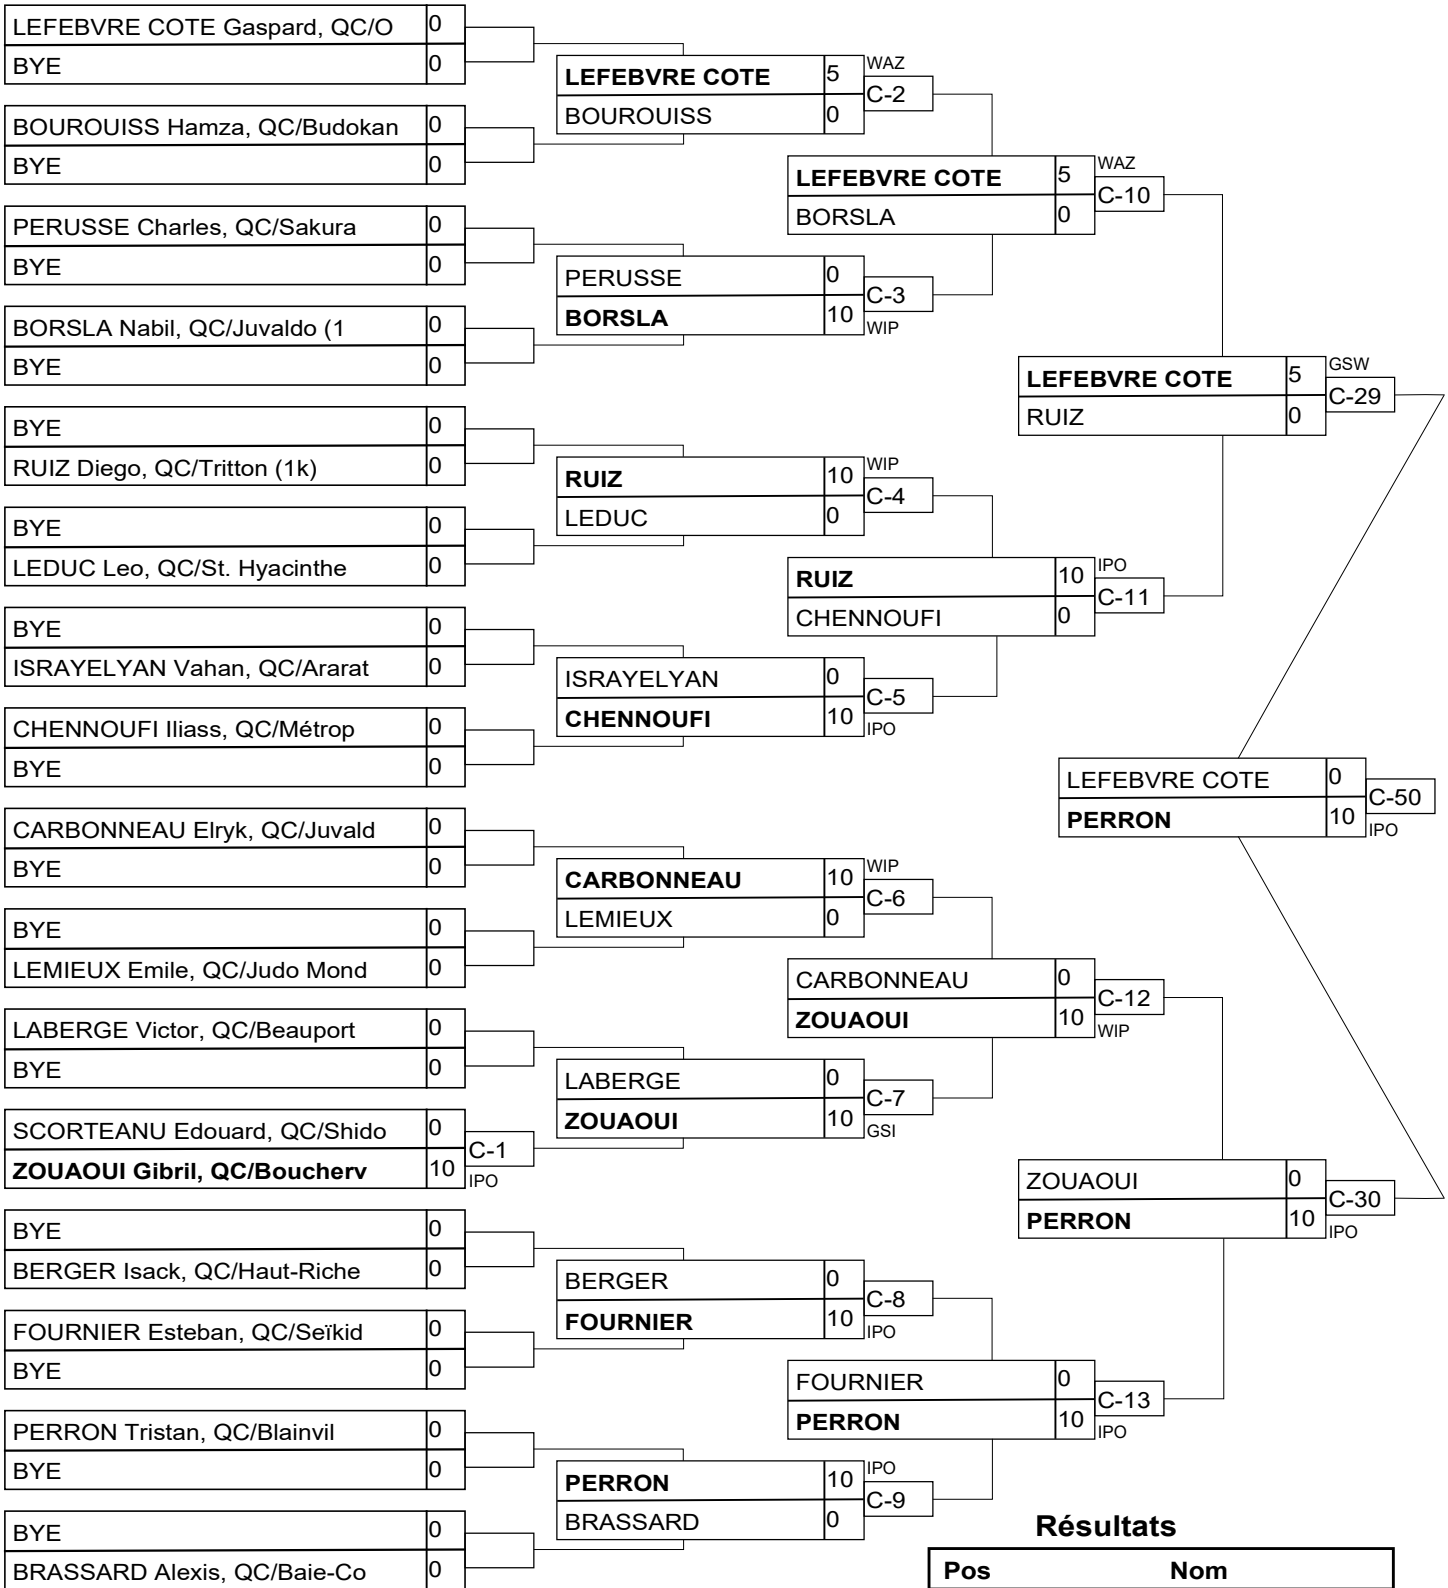 LEFEBVRE COTE Gaspard, QC/O 0
BYE 0
BOUROUISS Hamza, QC/Budokan 0
BYE 0
PERUSSE Charles, QC/Sakura 0
BYE 0
BORSLA Nabil, QC/Juvaldo (1 0
BYE 0
BYE 0
RUIZ Diego, QC/Tritton (1k) 0
BYE 0
LEDUC Leo, QC/St. Hyacinthe 0
BYE 0
ISRAYELYAN Vahan, QC/Ararat 0
CHENNOUFI Iliass, QC/Métrop 0
BYE 0
CARBONNEAU Elryk, QC/Juvald 0
BYE 0
BYE 0
LEMIEUX Emile, QC/Judo Mond 0
LABERGE Victor, QC/Beauport 0
BYE 0
SCORTEANU Edouard, QC/Shido 0
C-1
ZOUAOUI Gibril, QC/Boucherv 10 IPO
BYE 0
BERGER Isack, QC/Haut-Riche 0
FOURNIER Esteban, QC/Seïkid 0
BYE 0
PERRON Tristan, QC/Blainvil 0
BYE 0
BYE 0
BRASSARD Alexis, QC/Baie-Co 0
LEFEBVRE COTE 5 WAZ
C-2
BOUROUISS 0
PERUSSE 0
C-3
BORSLA 10 WIP
RUIZ 10 WIP
C-4
LEDUC 0
ISRAYELYAN 0
C-5
CHENNOUFI 10 IPO
CARBONNEAU 10 WIP
C-6
LEMIEUX 0
LABERGE 0
C-7
ZOUAOUI 10 GSI
BERGER 0
C-8
FOURNIER 10 IPO
PERRON 10 IPO
C-9
BRASSARD 0
LEFEBVRE COTE 5 WAZ
C-10
BORSLA 0
RUIZ 10 IPO
C-11
CHENNOUFI 0
CARBONNEAU 0
C-12
ZOUAOUI 10 WIP
FOURNIER 0
C-13
PERRON 10 IPO
LEFEBVRE COTE 5 GSW
C-29
RUIZ 0
ZOUAOUI 0
C-30
PERRON 10 IPO
LEFEBVRE COTE 0
C-50
PERRON 10 IPO
Résultats
Pos Nom